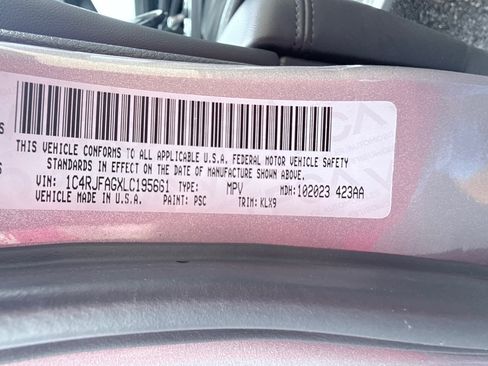 THIS VEHICLE CONFORMS TO ALL APPLICABLE U.S.A. FEDERAL MOTOR VEHICLE SAFETY
STANDARDS IN EFFECT ON THE DATE OF MANUFACTURE SHOWN ABOVE.
VIN: 1C4RJFAGXLC195661 TYPE: MPV MDH:102023 423AA
VEHICLE MADE IN U.S.A. PAINT: PSC TRIM: KLX9